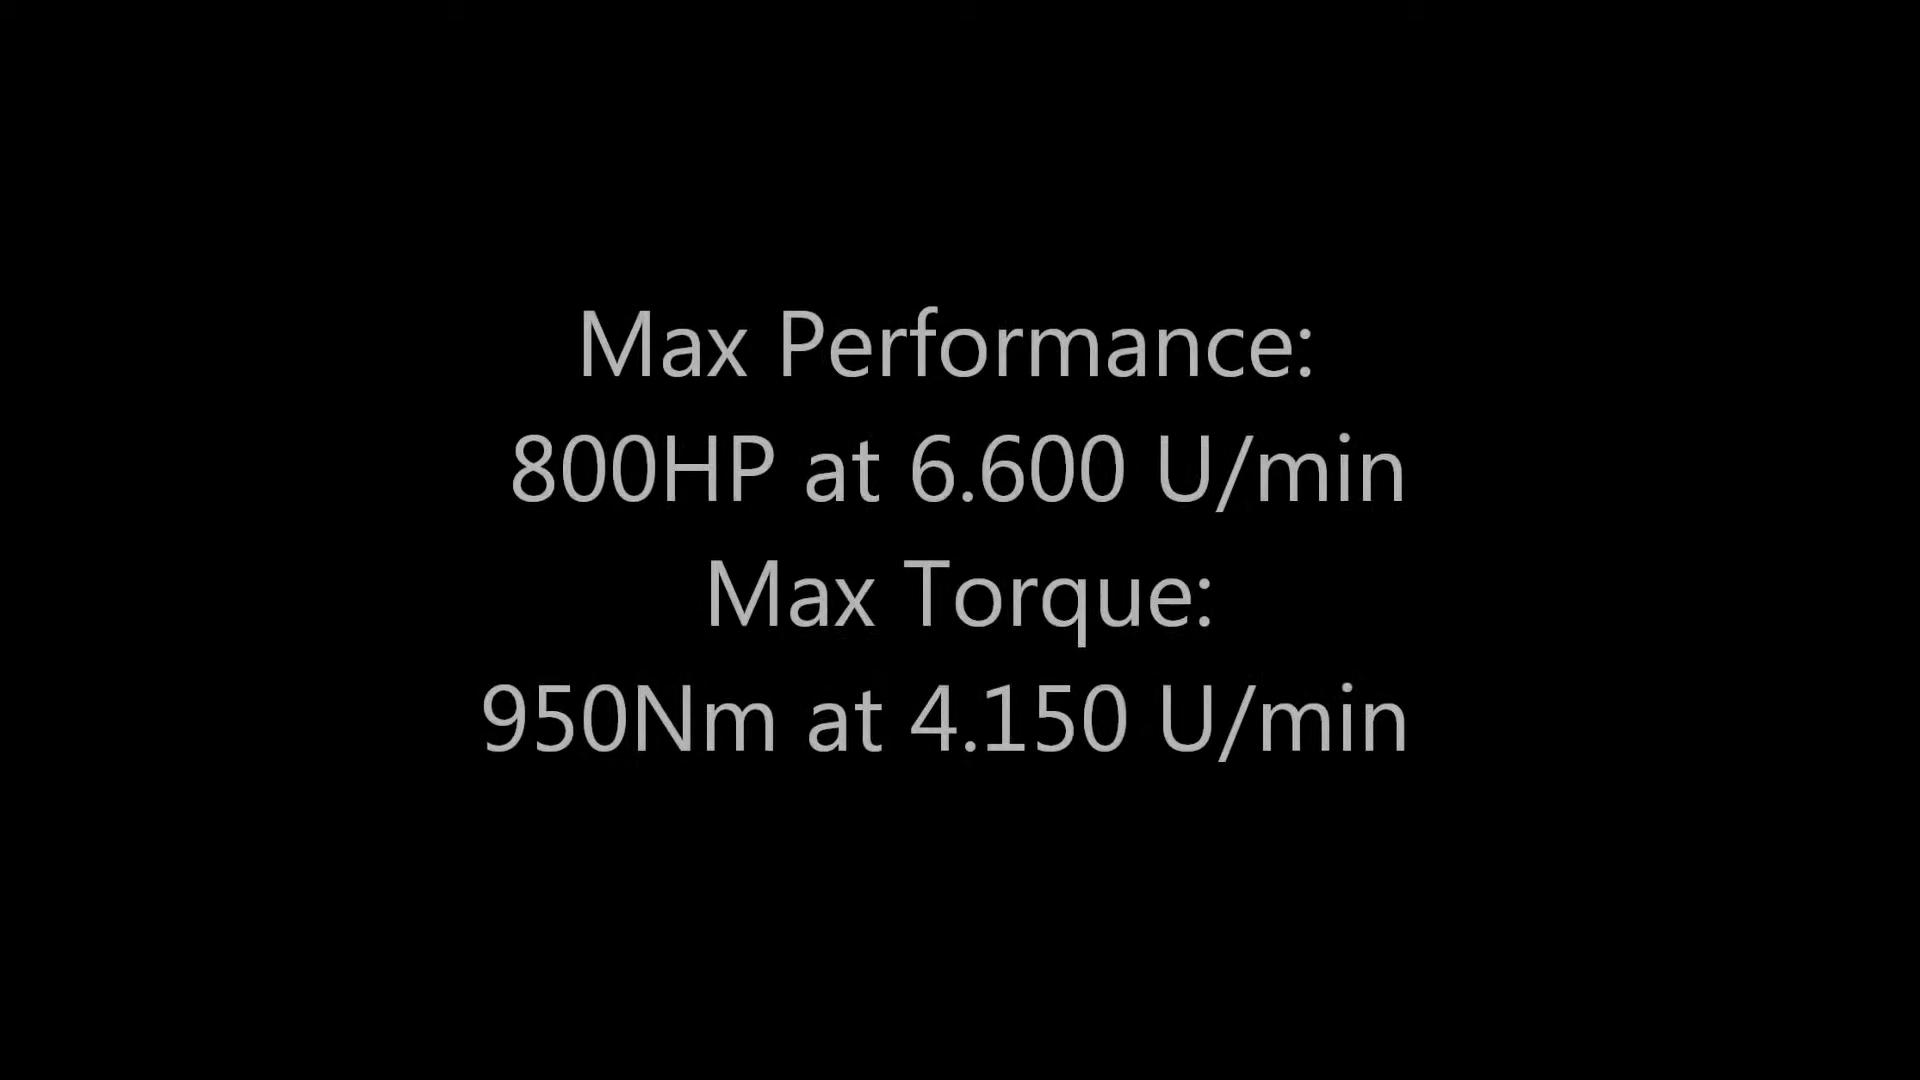 Max Performance:
800HP at 6.600 U/min
Max Torque:
950Nm at 4.150 U/min